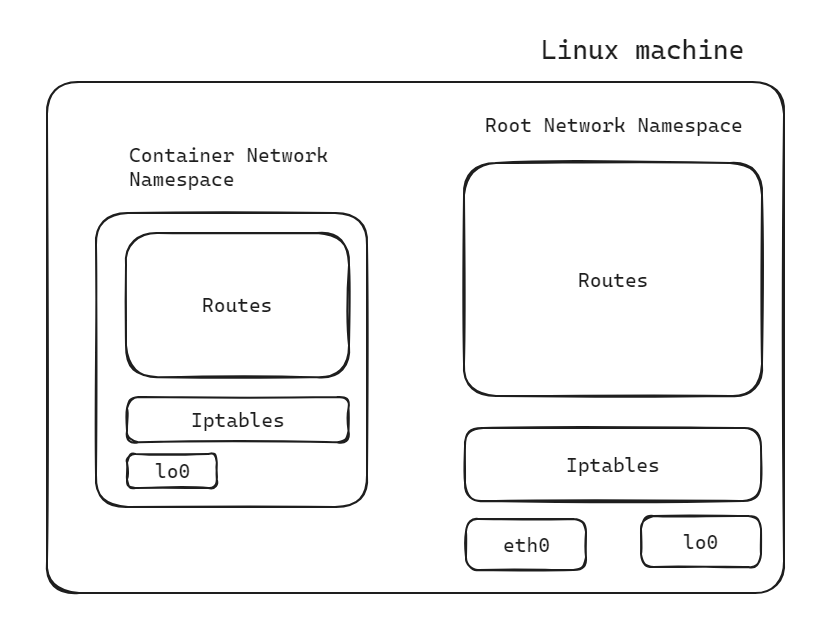 Linux machine
Root Network Namespace
Container Network
Namespace
Routes
Routes
Iptables
Iptables
lo0
eth0
lo0